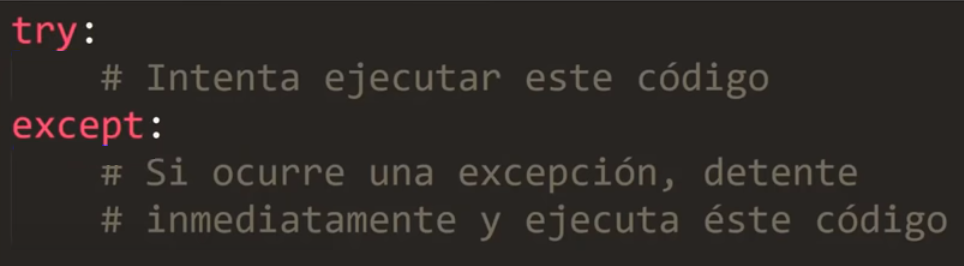 try:
    # Intenta ejecutar este código
except:
    # Si ocurre una excepción, detente
    # inmediatamente y ejecuta éste código